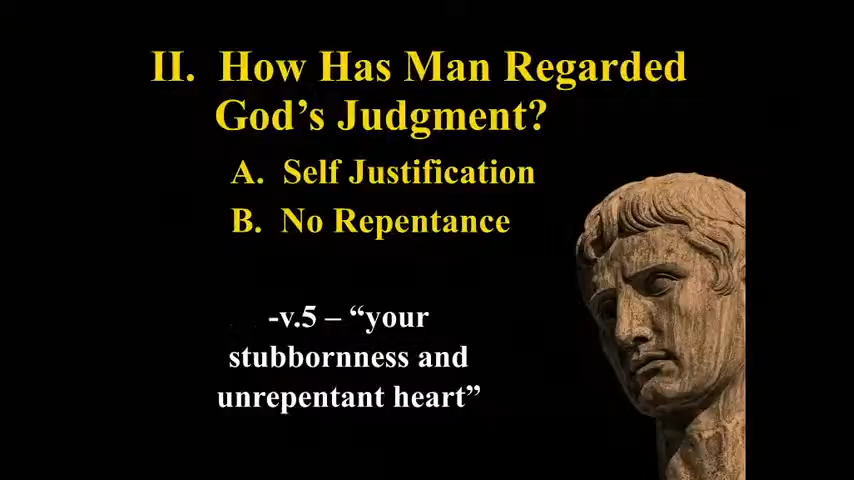 II. How Has Man Regarded
God’s Judgment?
A. Self Justification
B. No Repentance
-v.5 – “your
stubbornness and
unrepentant heart”